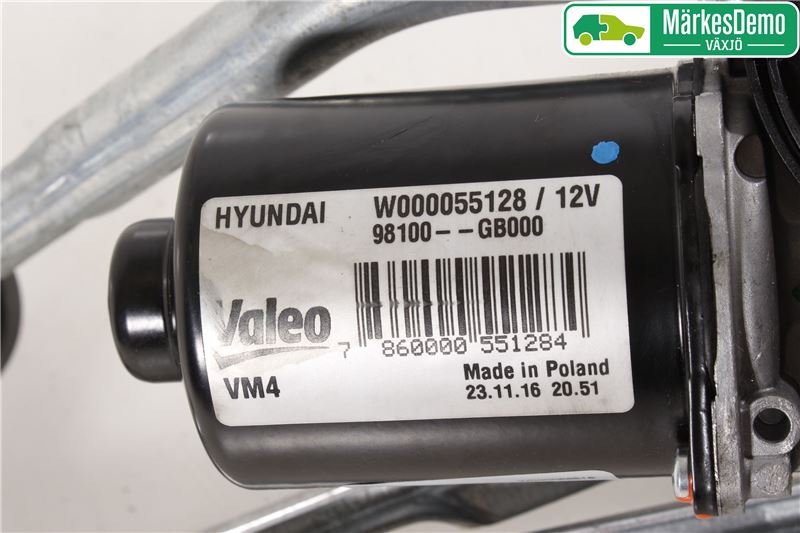 MärkesDemo
VÄXJÖ
HYUNDAI
W000055128 / 12V
98100--GB000
Valeo
7 860000 551284
VM4
Made in Poland
23.11.16 20.51